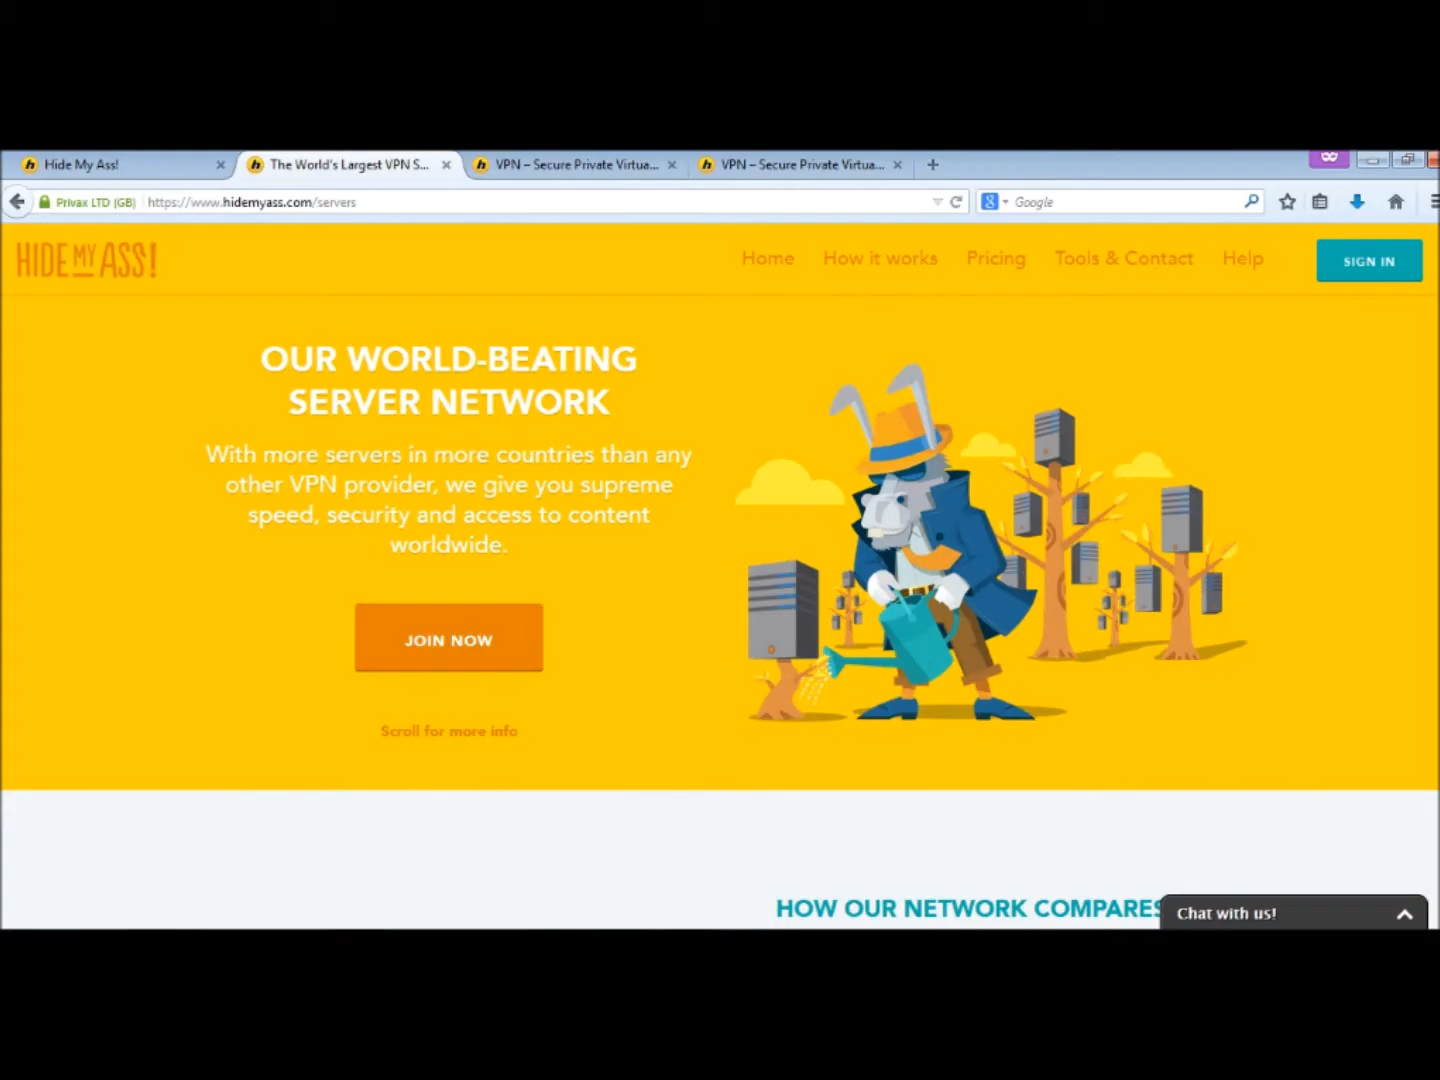 Hide My Ass!
The World's Largest VPN S...
VPN – Secure Private Virtua...
VPN – Secure Private Virtua...
Privax LTD (GB) https://www.hidemyass.com/servers
Google
HIDE MY ASS!
Home How it works Pricing Tools & Contact Help
SIGN IN
OUR WORLD-BEATING
SERVER NETWORK
With more servers in more countries than any
other VPN provider, we give you supreme
speed, security and access to content
worldwide.
JOIN NOW
Scroll for more info
HOW OUR NETWORK COMPARES
Chat with us!